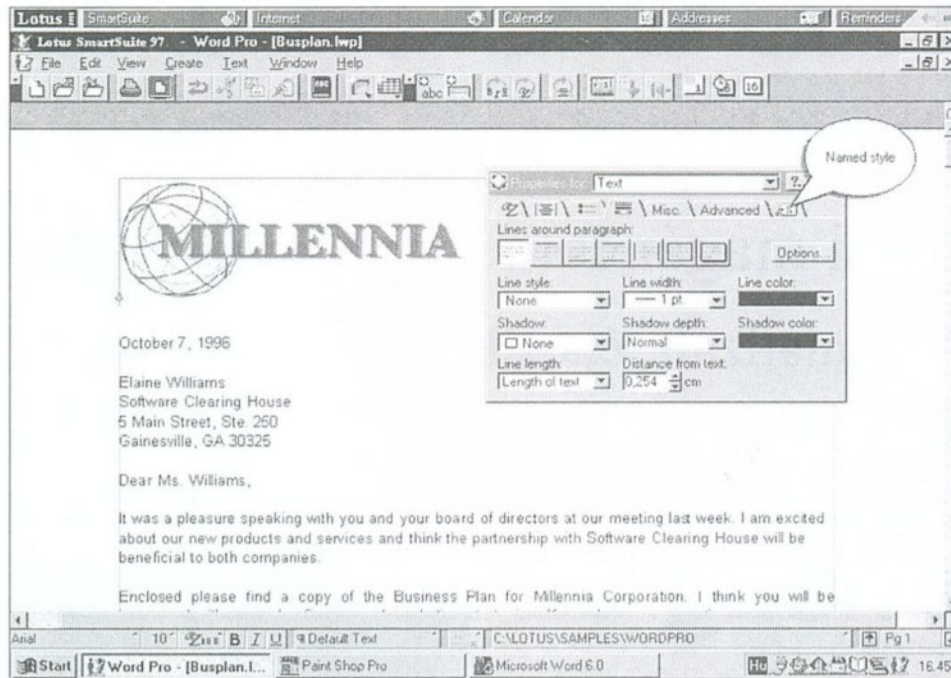 Lotus SmartSuite Internet Calendar Addresses Reminders
Lotus SmartSuite 97 - Word Pro - [Busplan.lwp]
File Edit View Create Text Window Help
abc 16
Named style
Properties for: Text
Misc. Advanced
Lines around paragraph:
Options...
Line style: Line width: Line color:
None 1 pt.
Shadow: Shadow depth: Shadow color:
None Normal
Line length: Distance from text:
Length of text 0,254 cm
MILLENNIA
October 7, 1996
Elaine Williams
Software Clearing House
5 Main Street, Ste. 250
Gainesville, GA 30325
Dear Ms. Williams,
It was a pleasure speaking with you and your board of directors at our meeting last week. I am excited
about our new products and services and think the partnership with Software Clearing House will be
beneficial to both companies.
Enclosed please find a copy of the Business Plan for Millennia Corporation. I think you will be
Arial 10 B I U Default Text C:\LOTUS\SAMPLES\WORDPRO Pg 1
Start Word Pro - [Busplan.l... Paint Shop Pro Microsoft Word 6.0 Hu 16.45